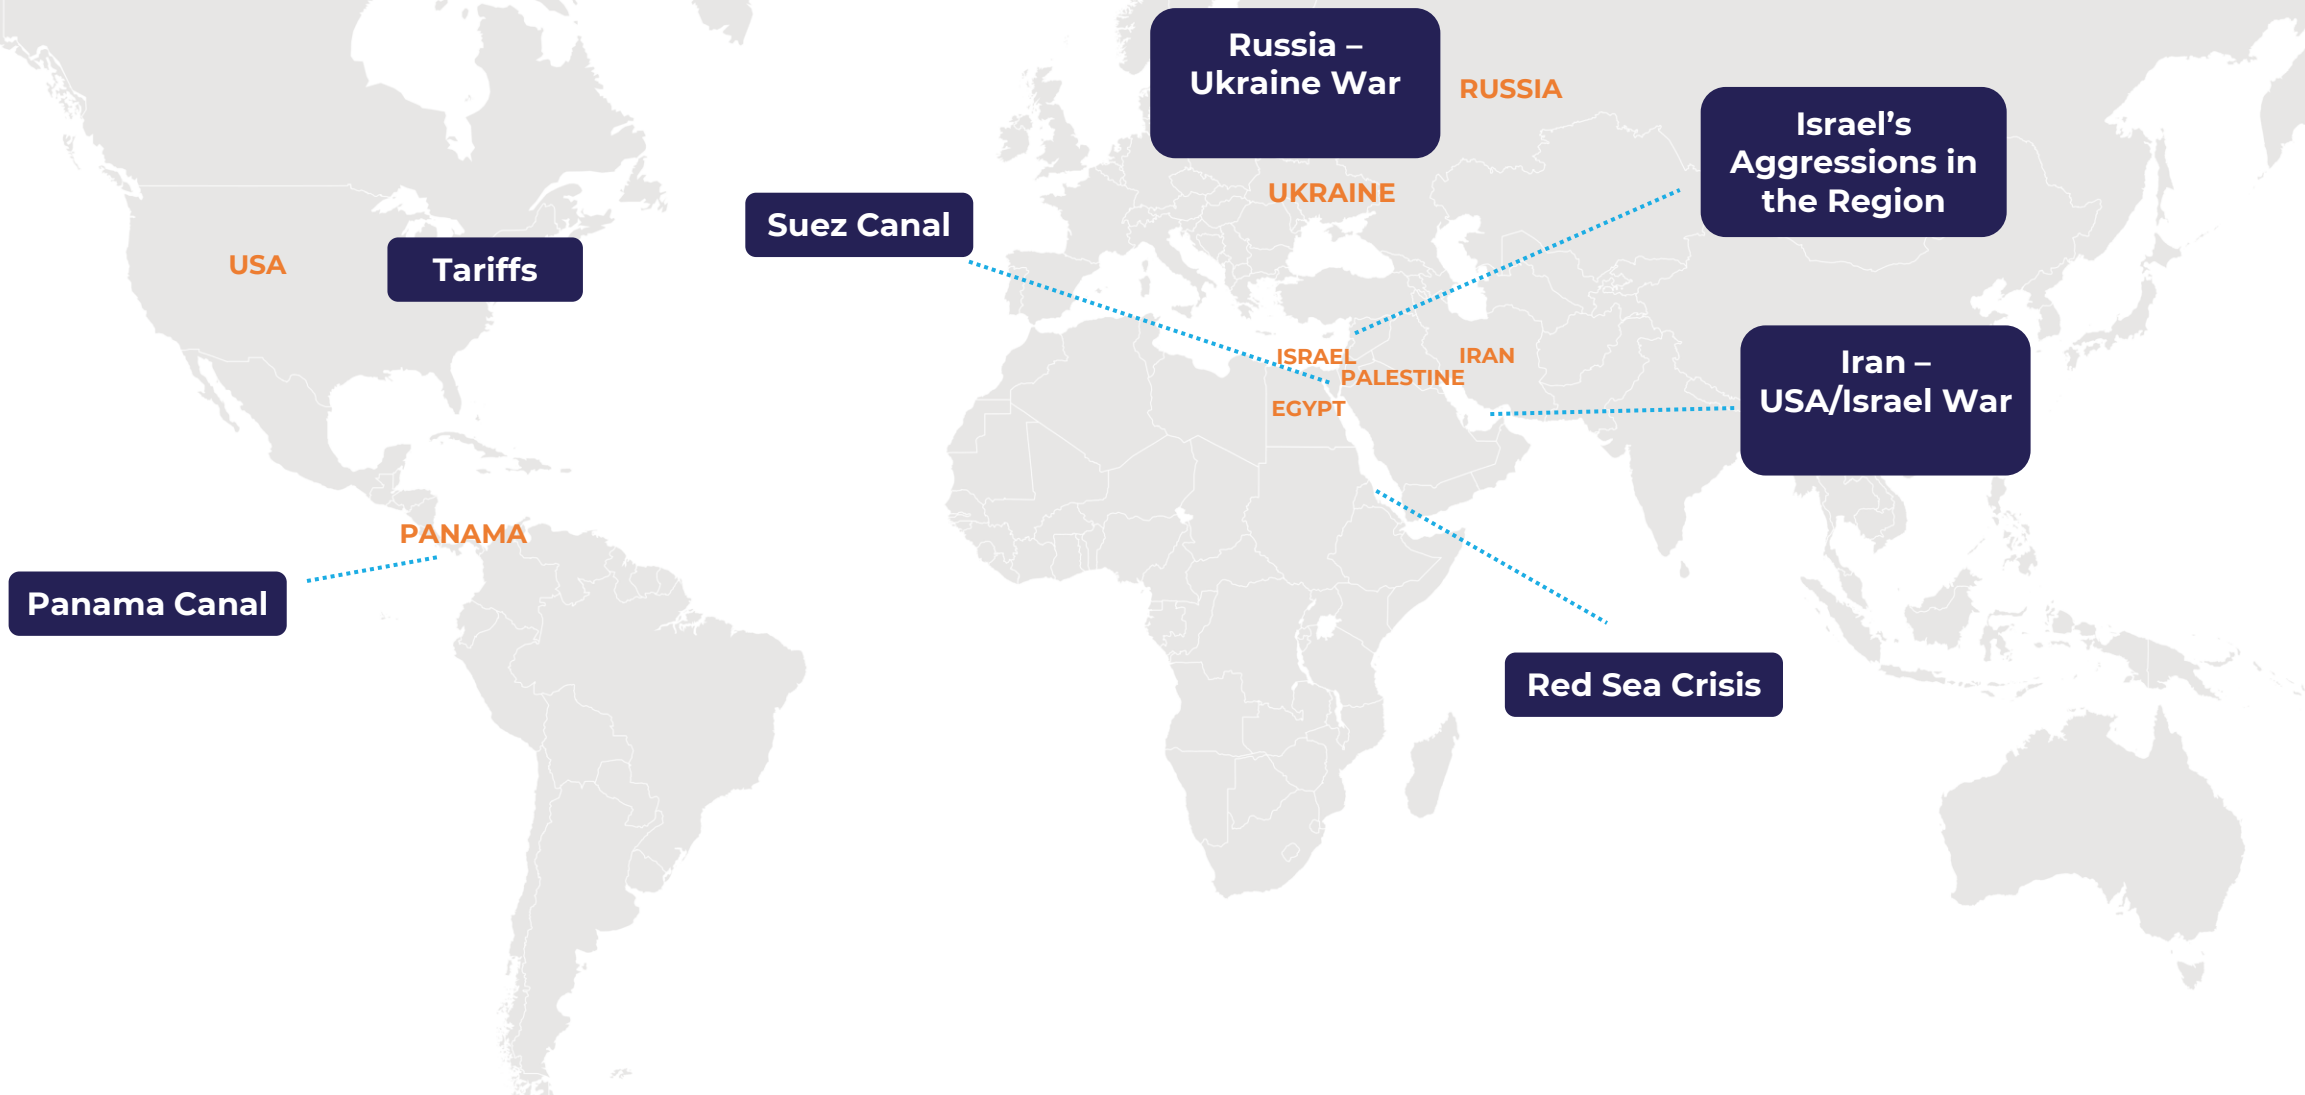 Russia –
Ukraine War
RUSSIA
Israel’s
Aggressions in
the Region
UKRAINE
Suez Canal
USA
Tariffs
ISRAEL
IRAN
PALESTINE
EGYPT
Iran –
USA/Israel War
PANAMA
Panama Canal
Red Sea Crisis